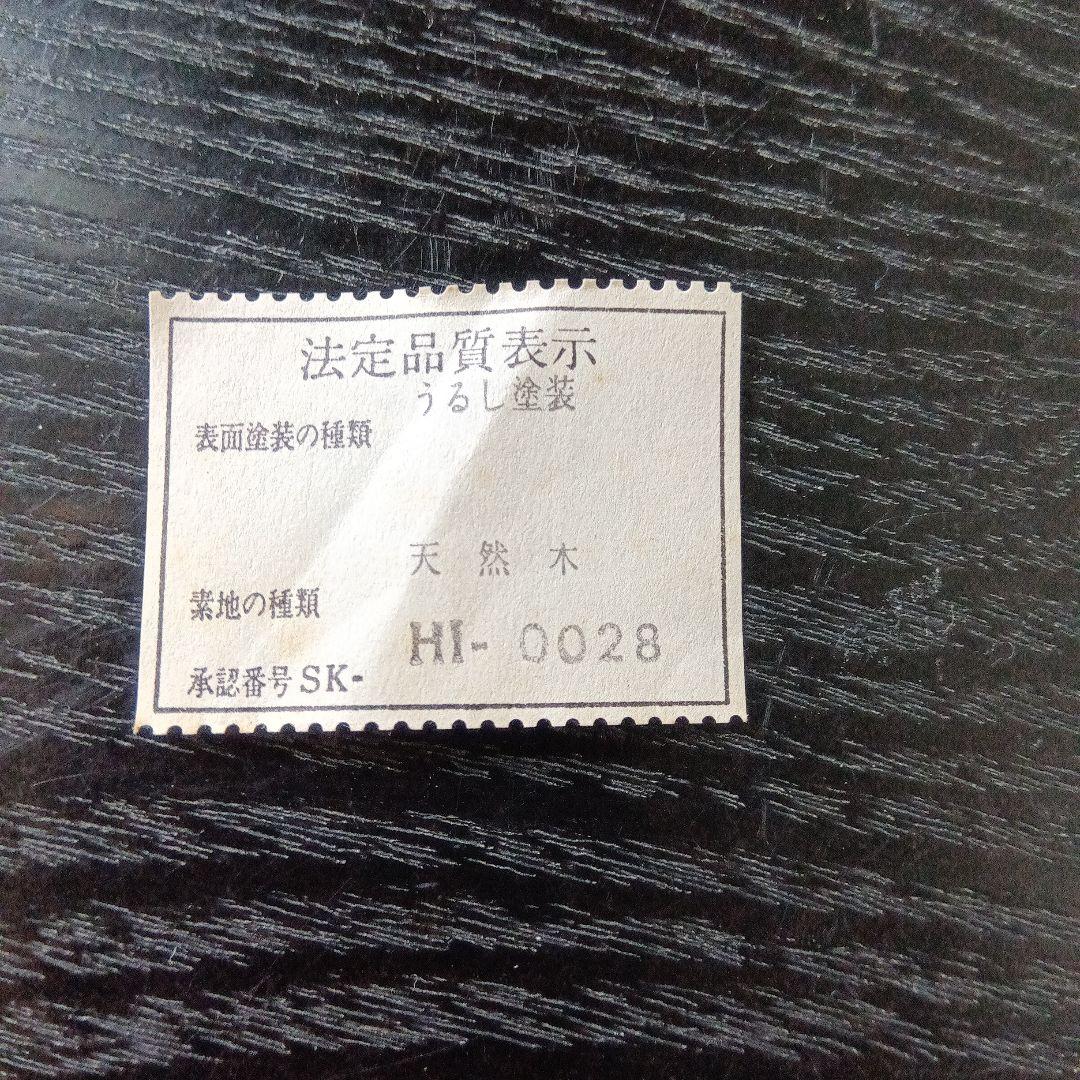 法定品質表示
うるし塗装
表面塗装の種類
天然木
素地の種類
HI- 0028
承認番号SK-